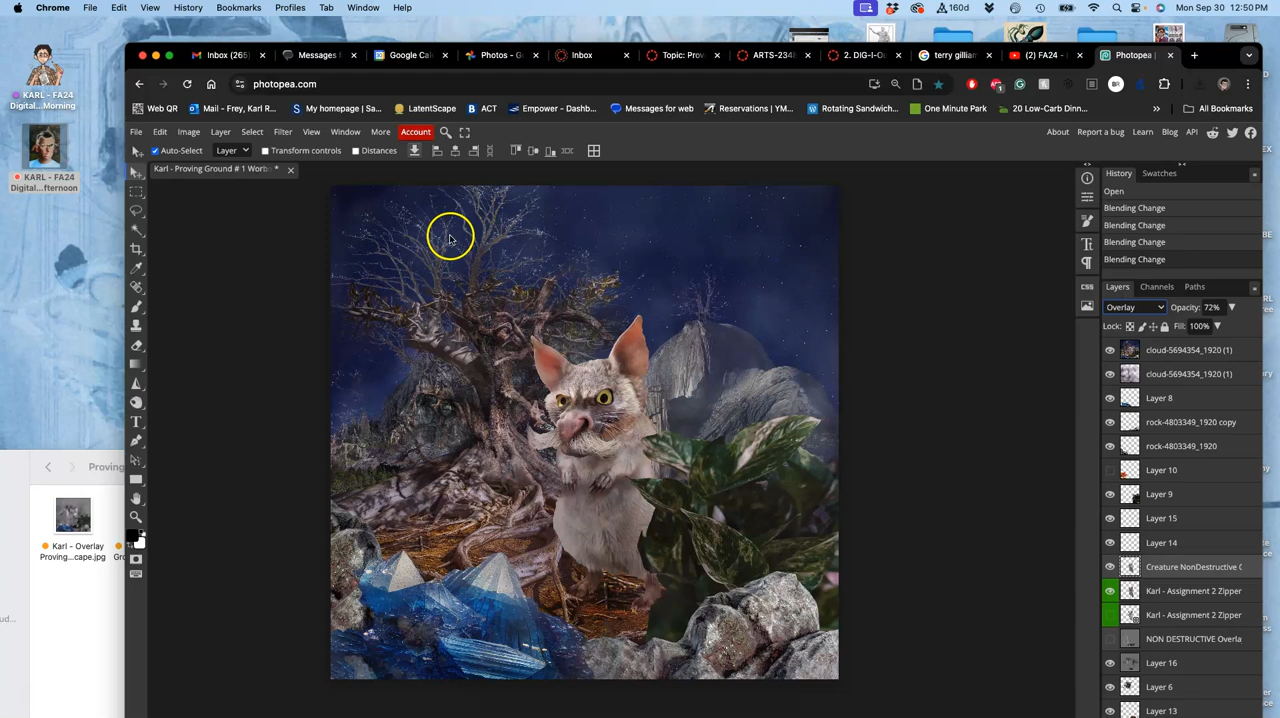 Chrome File Edit View History Bookmarks Profiles Tab Window Help 160d Mon Sep 30 12:50 PM
Inbox (265) Messages f Google Cale Photos - G Inbox Topic: Prov ARTS-234 2. DIG-I-Ou terry gilliam (2) FA24 - Photopea |
photopea.com
Web QR Mail – Frey, Karl R... My homepage | Sa... LatentScape ACT Empower - Dashb... Messages for web Reservations | YM... Rotating Sandwich... One Minute Park 20 Low-Carb Dinn... All Bookmarks
File Edit Image Layer Select Filter View Window More Account About Report a bug Learn Blog API
Auto-Select Layer Transform controls Distances
Karl - Proving Ground # 1 Worb *
KARL - FA24
Digital...Morning
KARL - FA24
Digital...fternoon
Proving
Karl - Overlay
Proving...cape.jpg
History Swatches
Open
Blending Change
Blending Change
Blending Change
Blending Change
CSS
Layers Channels Paths
Overlay Opacity: 72%
Lock: Fill: 100%
cloud-5694354_1920 (1)
cloud-5694354_1920 (1)
Layer 8
rock-4803349_1920 copy
rock-4803349_1920
Layer 10
Layer 9
Layer 15
Layer 14
Creature NonDestructive
Karl - Assignment 2 Zipper
Karl - Assignment 2 Zipper
NON DESTRUCTIVE Overla
Layer 16
Layer 6
Layer 13